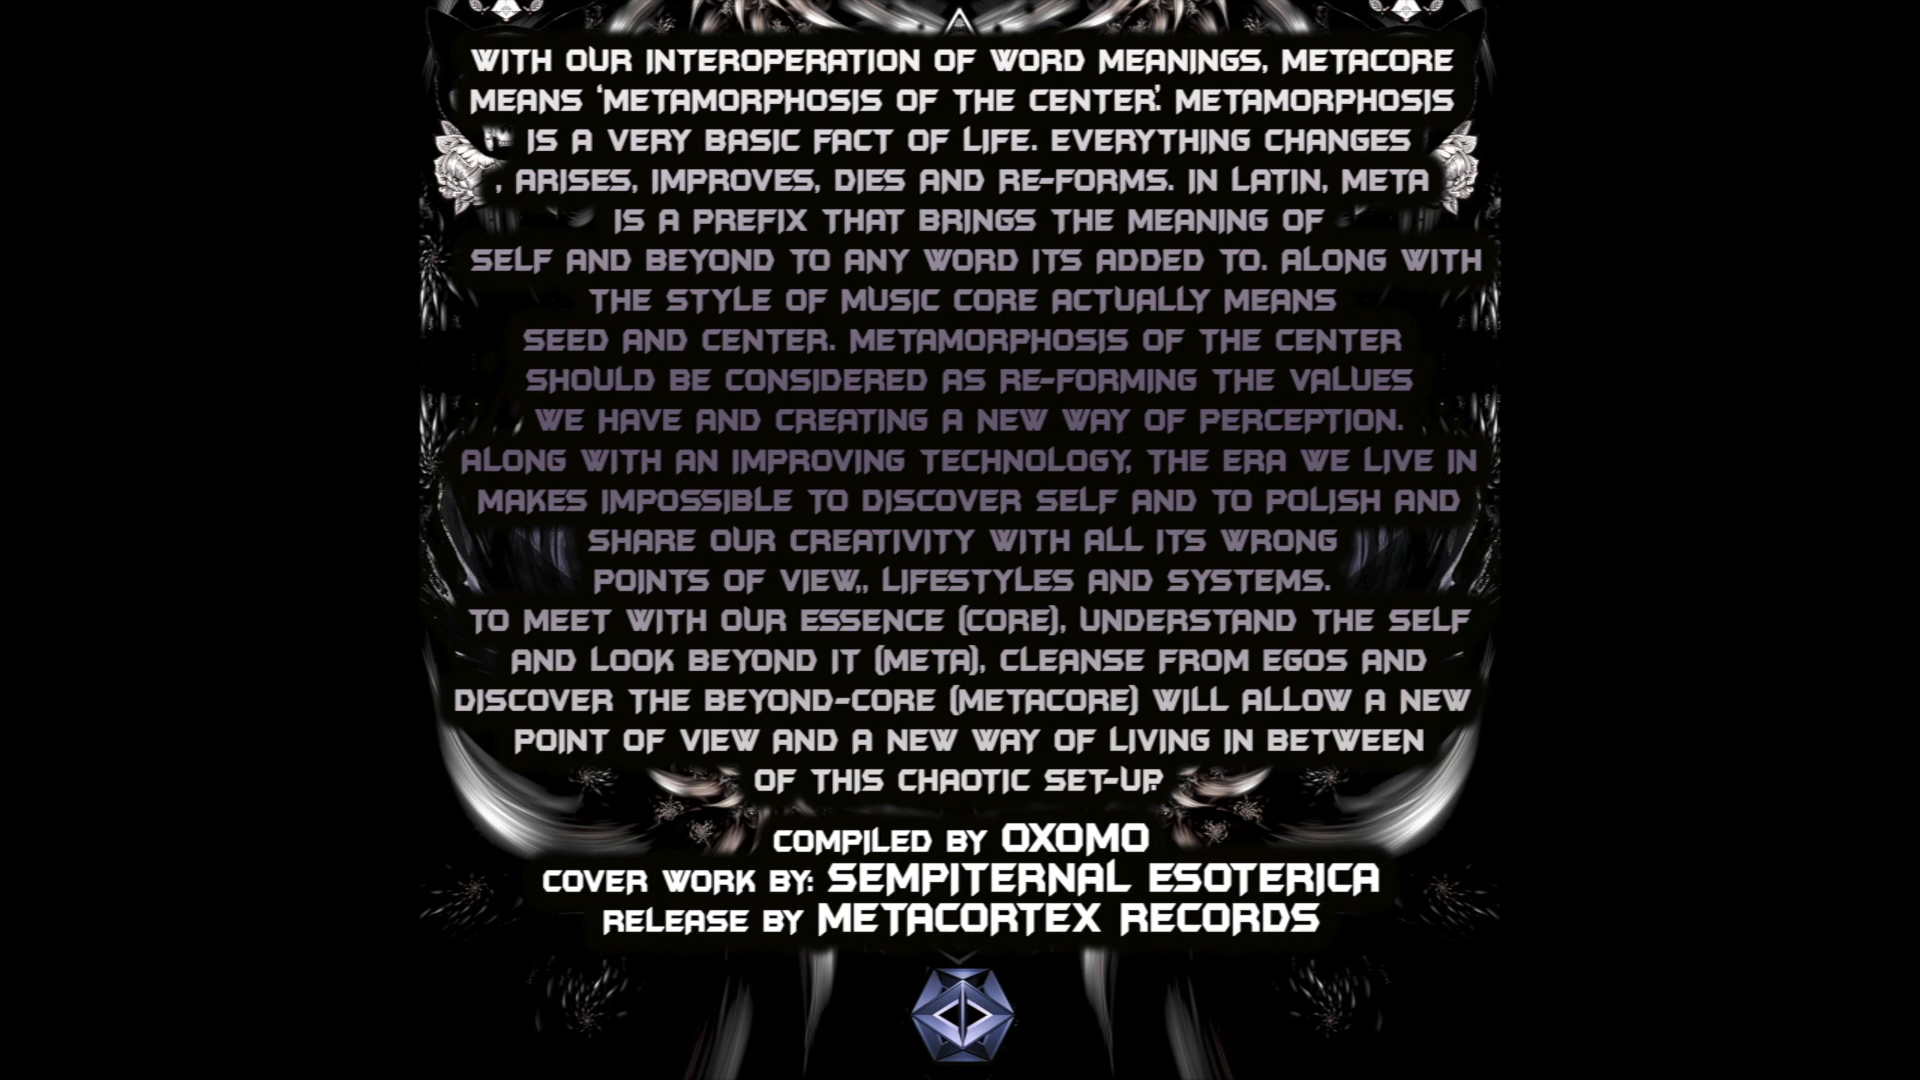 WITH OUR INTEROPERATION OF WORD MEANINGS, METACORE
MEANS 'METAMORPHOSIS OF THE CENTER'. METAMORPHOSIS
IS A VERY BASIC FACT OF LIFE. EVERYTHING CHANGES
, ARISES, IMPROVES, DIES AND RE-FORMS. IN LATIN, META
IS A PREFIX THAT BRINGS THE MEANING OF
SELF AND BEYOND TO ANY WORD ITS ADDED TO. ALONG WITH
THE STYLE OF MUSIC CORE ACTUALLY MEANS
SEED AND CENTER. METAMORPHOSIS OF THE CENTER
SHOULD BE CONSIDERED AS RE-FORMING THE VALUES
WE HAVE AND CREATING A NEW WAY OF PERCEPTION.
ALONG WITH AN IMPROVING TECHNOLOGY, THE ERA WE LIVE IN
MAKES IMPOSSIBLE TO DISCOVER SELF AND TO POLISH AND
SHARE OUR CREATIVITY WITH ALL ITS WRONG
POINTS OF VIEW,, LIFESTYLES AND SYSTEMS.
TO MEET WITH OUR ESSENCE (CORE), UNDERSTAND THE SELF
AND LOOK BEYOND IT (META), CLEANSE FROM EGOS AND
DISCOVER THE BEYOND-CORE (METACORE) WILL ALLOW A NEW
POINT OF VIEW AND A NEW WAY OF LIVING IN BETWEEN
OF THIS CHAOTIC SET-UP.
COMPILED BY OXOMO
COVER WORK BY: SEMPITERNAL ESOTERICA
RELEASE BY METACORTEX RECORDS